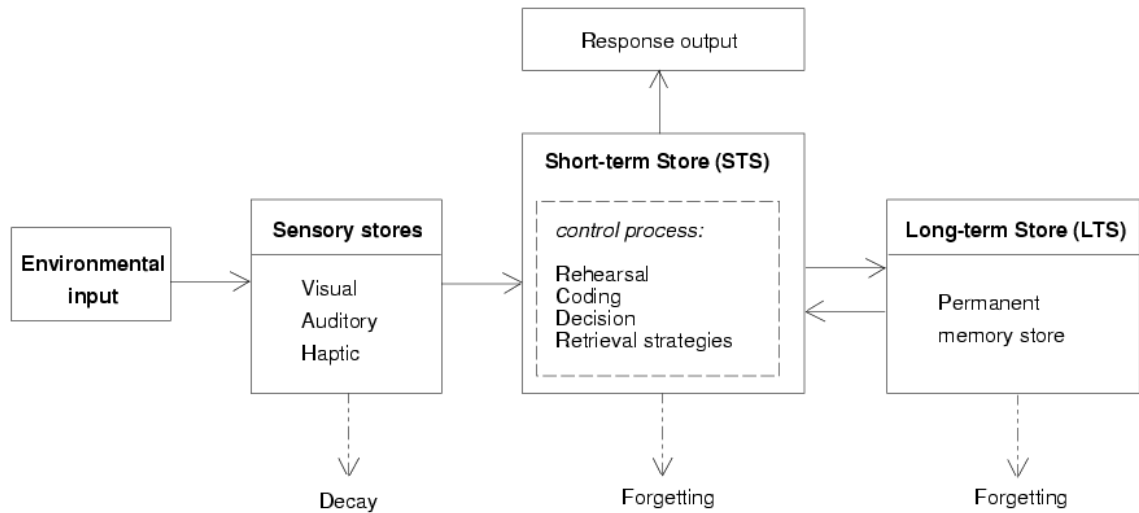 Response output
Short-term Store (STS)
control process:
Rehearsal
Coding
Decision
Retrieval strategies
Environmental
input
Sensory stores
Visual
Auditory
Haptic
Long-term Store (LTS)
Permanent
memory store
Decay
Forgetting
Forgetting